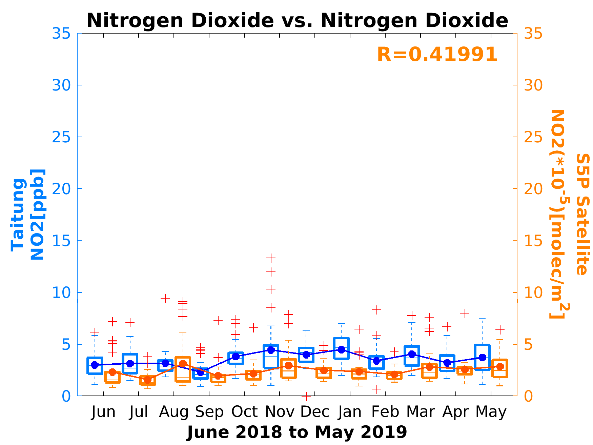 Nitrogen Dioxide vs. Nitrogen Dioxide
R=0.41991
35
30
25
20
15
10
5
0
Taitung
NO2[ppb]
35
30
25
20
15
10
5
0
S5P Satellite
NO2(*10^-5)[molec/m^2]
Jun Jul Aug Sep Oct Nov Dec Jan Feb Mar Apr May
June 2018 to May 2019